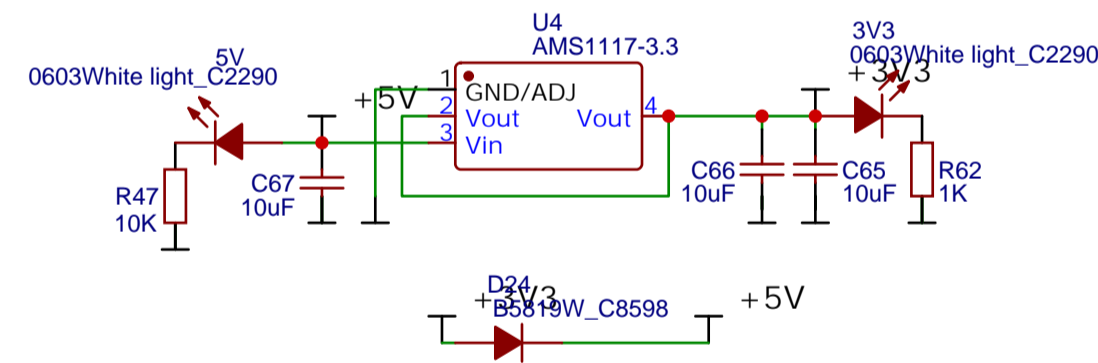 U4
AMS1117-3.3
5V
0603White light_C2290
3V3
0603White light_C2290
+3V3
+5V
1
GND/ADJ
2
Vout
3
Vin
Vout
4
R47
10K
C67
10uF
C66
10uF
C65
10uF
R62
1K
D24
+3V3
B5819W_C8598
+5V